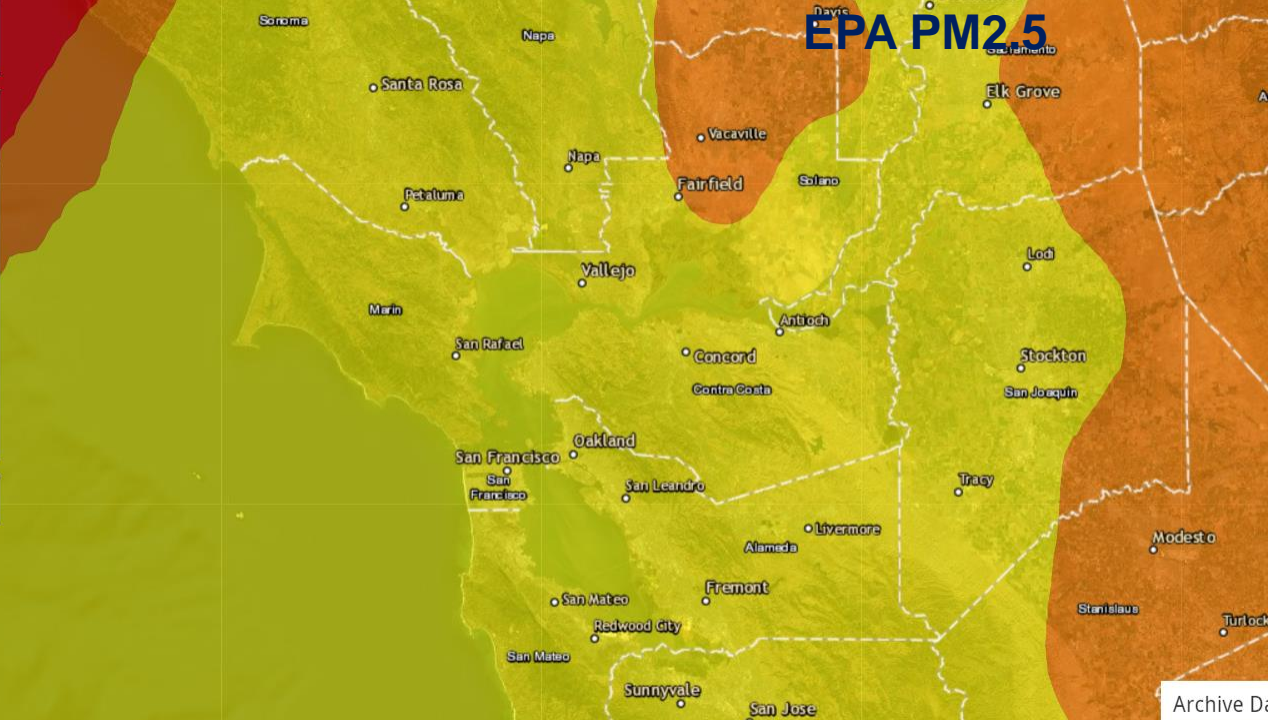 Davis
EPA PM2.5
Sonoma
Napa
Sacramento
Santa Rosa
Elk Grove
Vacaville
Napa
Fairfield
Solano
Petaluma
Lodi
Vallejo
Marin
Antioch
San Rafael
Concord
Stockton
Contra Costa
San Joaquin
Oakland
San Francisco
San
Francisco
San Leandro
Tracy
Livermore
Alameda
Modesto
Fremont
San Mateo
Stanislaus
Redwood City
Turlock
San Mateo
Sunnyvale
San Jose
Archive Da